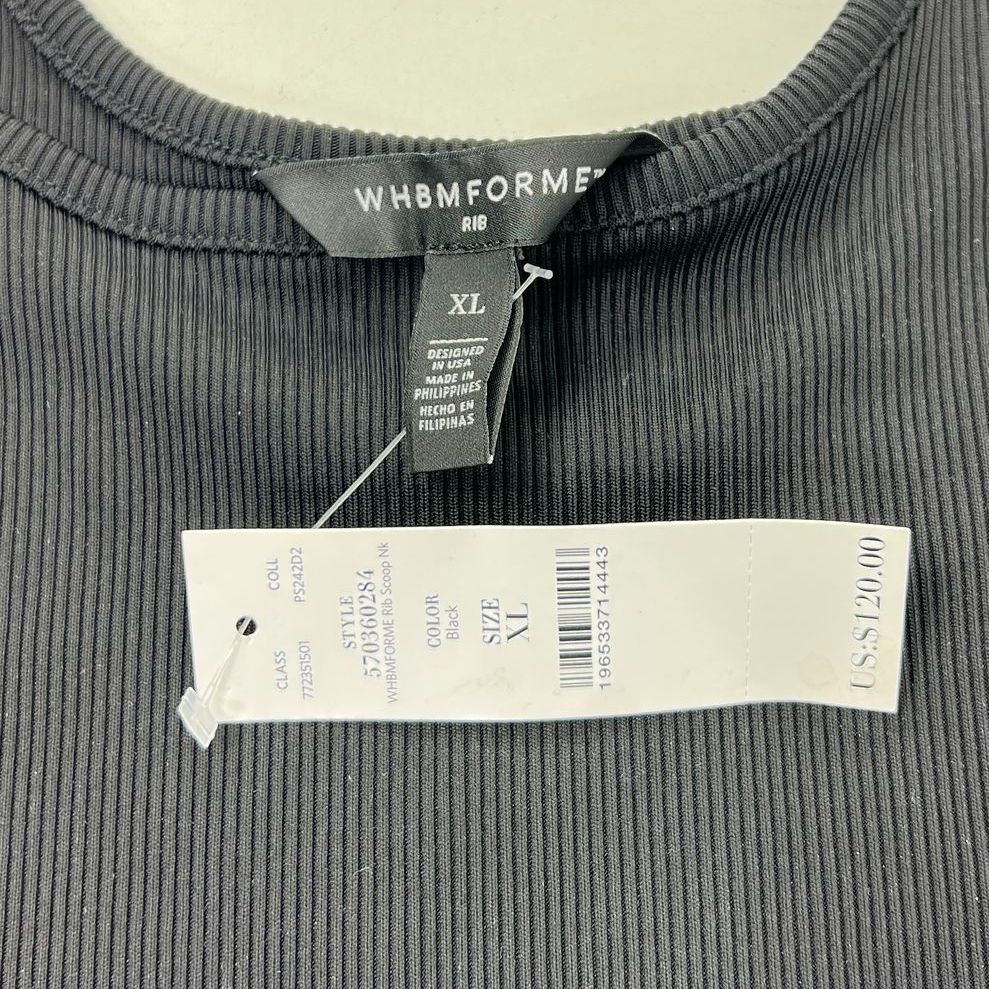 WHBMFORME™
RIB
XL
DESIGNED
IN USA
MADE IN
PHILIPPINES
HECHO EN
FILIPINAS
COLL
PS242D2
CLASS
772351501
STYLE
570360284
WHBMFORME Rib Scoop Nk
COLOR
Black
SIZE
XL
196533714443
US:$120.00